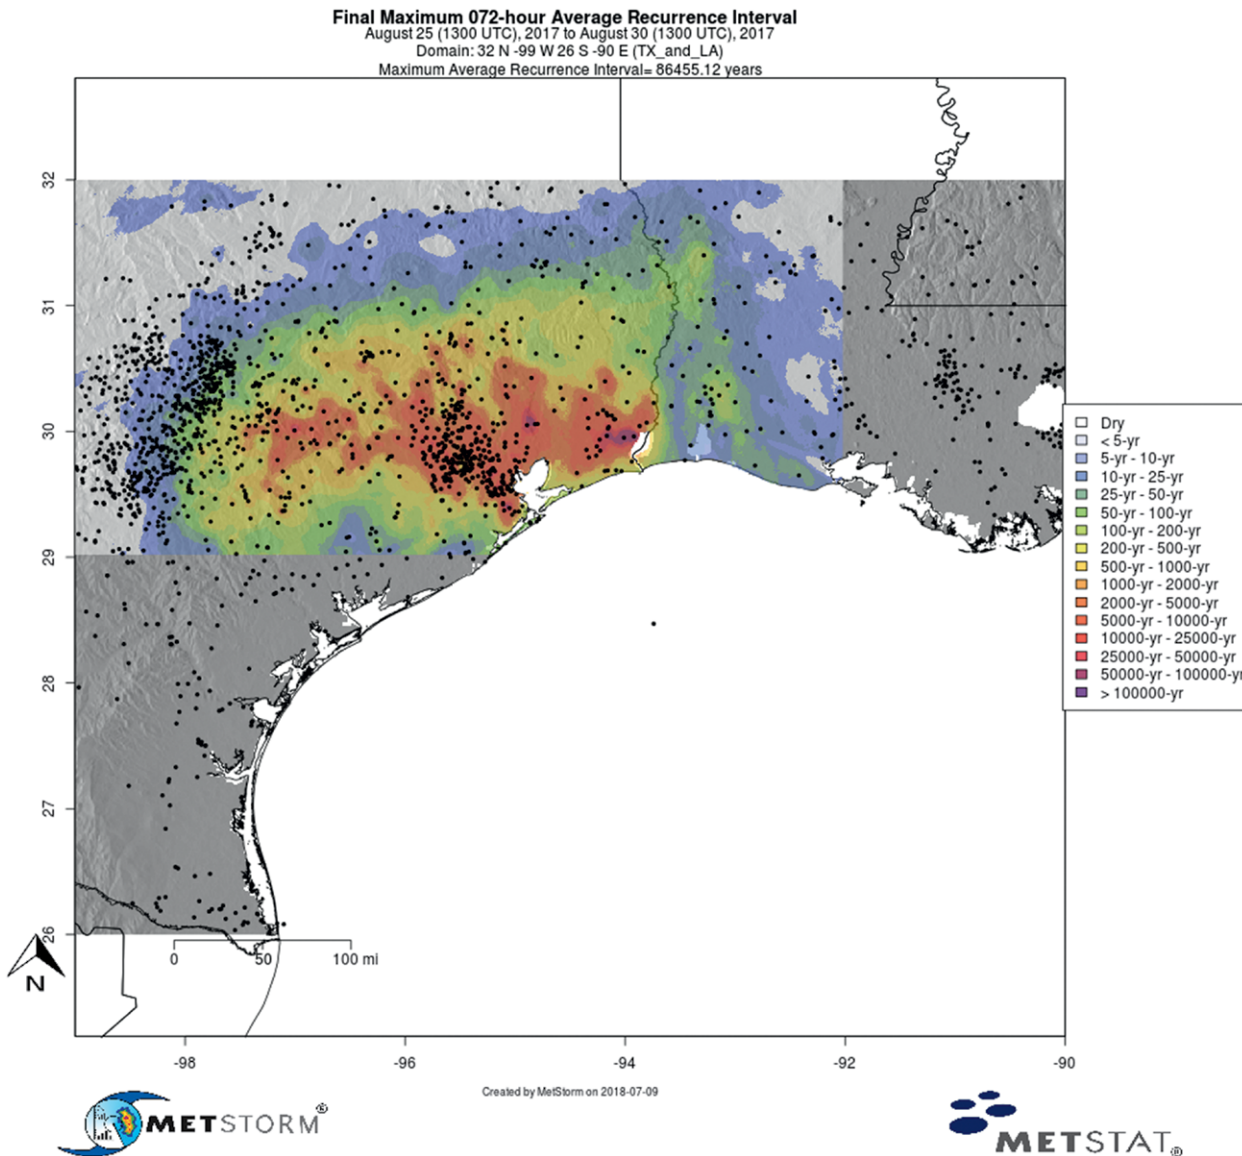 Final Maximum 072-hour Average Recurrence Interval
August 25 (1300 UTC), 2017 to August 30 (1300 UTC), 2017
Domain: 32 N -99 W 26 S -90 E (TX_and_LA)
Maximum Average Recurrence Interval= 86455.12 years
32
31
30
29
28
27
26
Dry
< 5-yr
5-yr - 10-yr
10-yr - 25-yr
25-yr - 50-yr
50-yr - 100-yr
100-yr - 200-yr
200-yr - 500-yr
500-yr - 1000-yr
1000-yr - 2000-yr
2000-yr - 5000-yr
5000-yr - 10000-yr
10000-yr - 25000-yr
25000-yr - 50000-yr
50000-yr - 100000-yr
> 100000-yr
0 50 100 mi
N
-98 -96 -94 -92 -90
Created by MetStorm on 2018-07-09
METSTORM®
METSTAT®